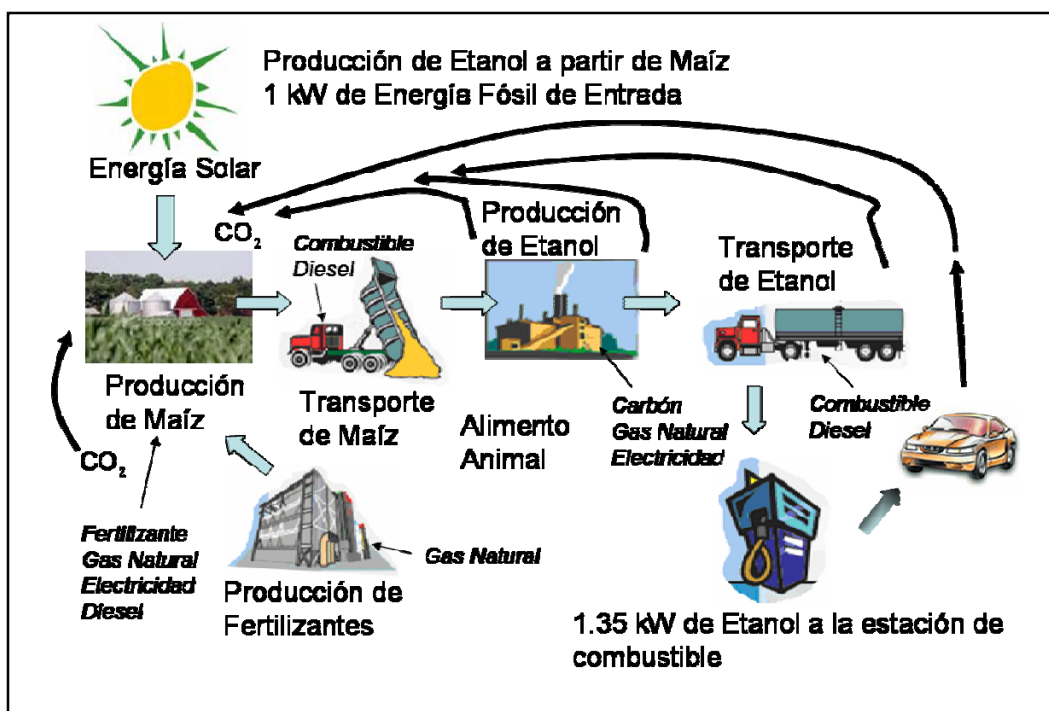 Producción de Etanol a partir de Maíz
1 kW de Energía Fósil de Entrada
Energía Solar
CO2
Combustible
Diesel
Producción
de Etanol
Transporte
de Etanol
Producción
de Maíz
Transporte
de Maíz
Alimento
Animal
Carbón
Gas Natural
Electricidad
Combustible
Diesel
CO2
Fertilizante
Gas Natural
Electricidad
Diesel
Gas Natural
Producción de
Fertilizantes
1.35 kW de Etanol a la estación de
combustible